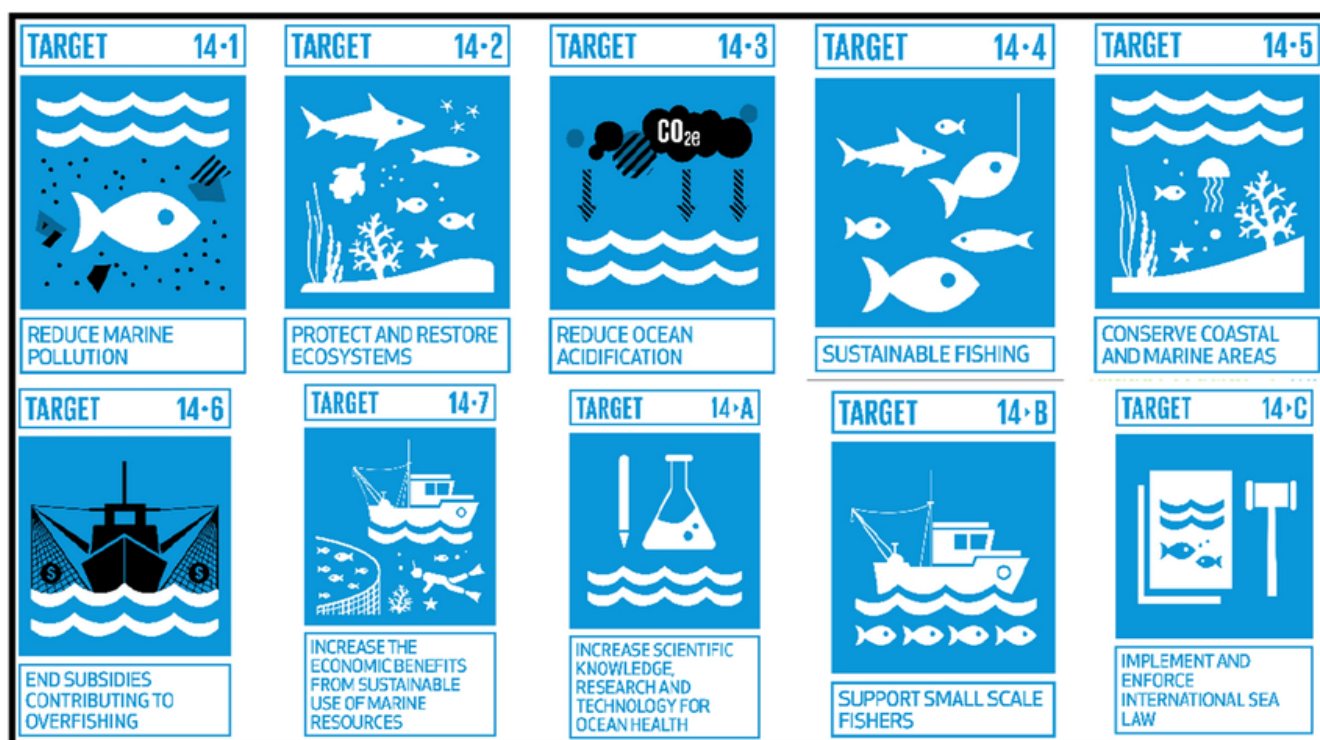 TARGET 14·1
REDUCE MARINE
POLLUTION
TARGET 14·2
PROTECT AND RESTORE
ECOSYSTEMS
TARGET 14·3
CO2e
REDUCE OCEAN
ACIDIFICATION
TARGET 14·4
SUSTAINABLE FISHING
TARGET 14·5
CONSERVE COASTAL
AND MARINE AREAS
TARGET 14·6
$ $
END SUBSIDIES
CONTRIBUTING TO
OVERFISHING
TARGET 14·7
INCREASE THE
ECONOMIC BENEFITS
FROM SUSTAINABLE
USE OF MARINE
RESOURCES
TARGET 14·A
INCREASE SCIENTIFIC
KNOWLEDGE,
RESEARCH AND
TECHNOLOGY FOR
OCEAN HEALTH
TARGET 14·B
SUPPORT SMALL SCALE
FISHERS
TARGET 14·C
IMPLEMENT AND
ENFORCE
INTERNATIONAL SEA
LAW